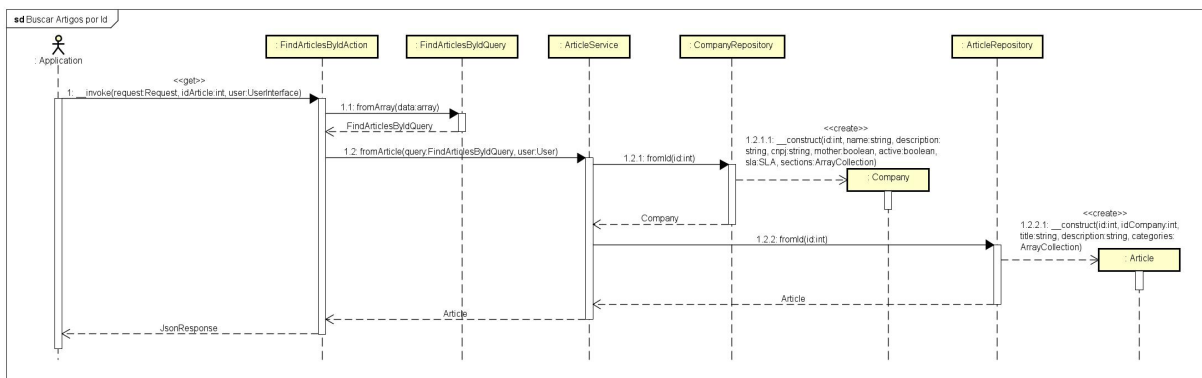 sd Buscar Artigos por Id
: Application
: FindArticlesByIdAction
: FindArticlesByIdQuery
: ArticleService
: CompanyRepository
: ArticleRepository
<<get>>
1: __invoke(request:Request, idArticle:int, user:UserInterface)
1.1: fromArray(data:array)
FindArticlesByIdQuery
1.2: fromArticle(query:FindArticlesByIdQuery, user:User)
1.2.1: fromId(id:int)
<<create>>
1.2.1.1: __construct(id:int, name:string, description:
string, cnpj:string, mother:boolean, active:boolean,
sla:SLA, sections:ArrayCollection)
: Company
Company
1.2.2: fromId(id:int)
<<create>>
1.2.2.1: __construct(id:int, idCompany:int,
title:string, description:string, categories:
ArrayCollection)
: Article
Article
Article
JsonResponse